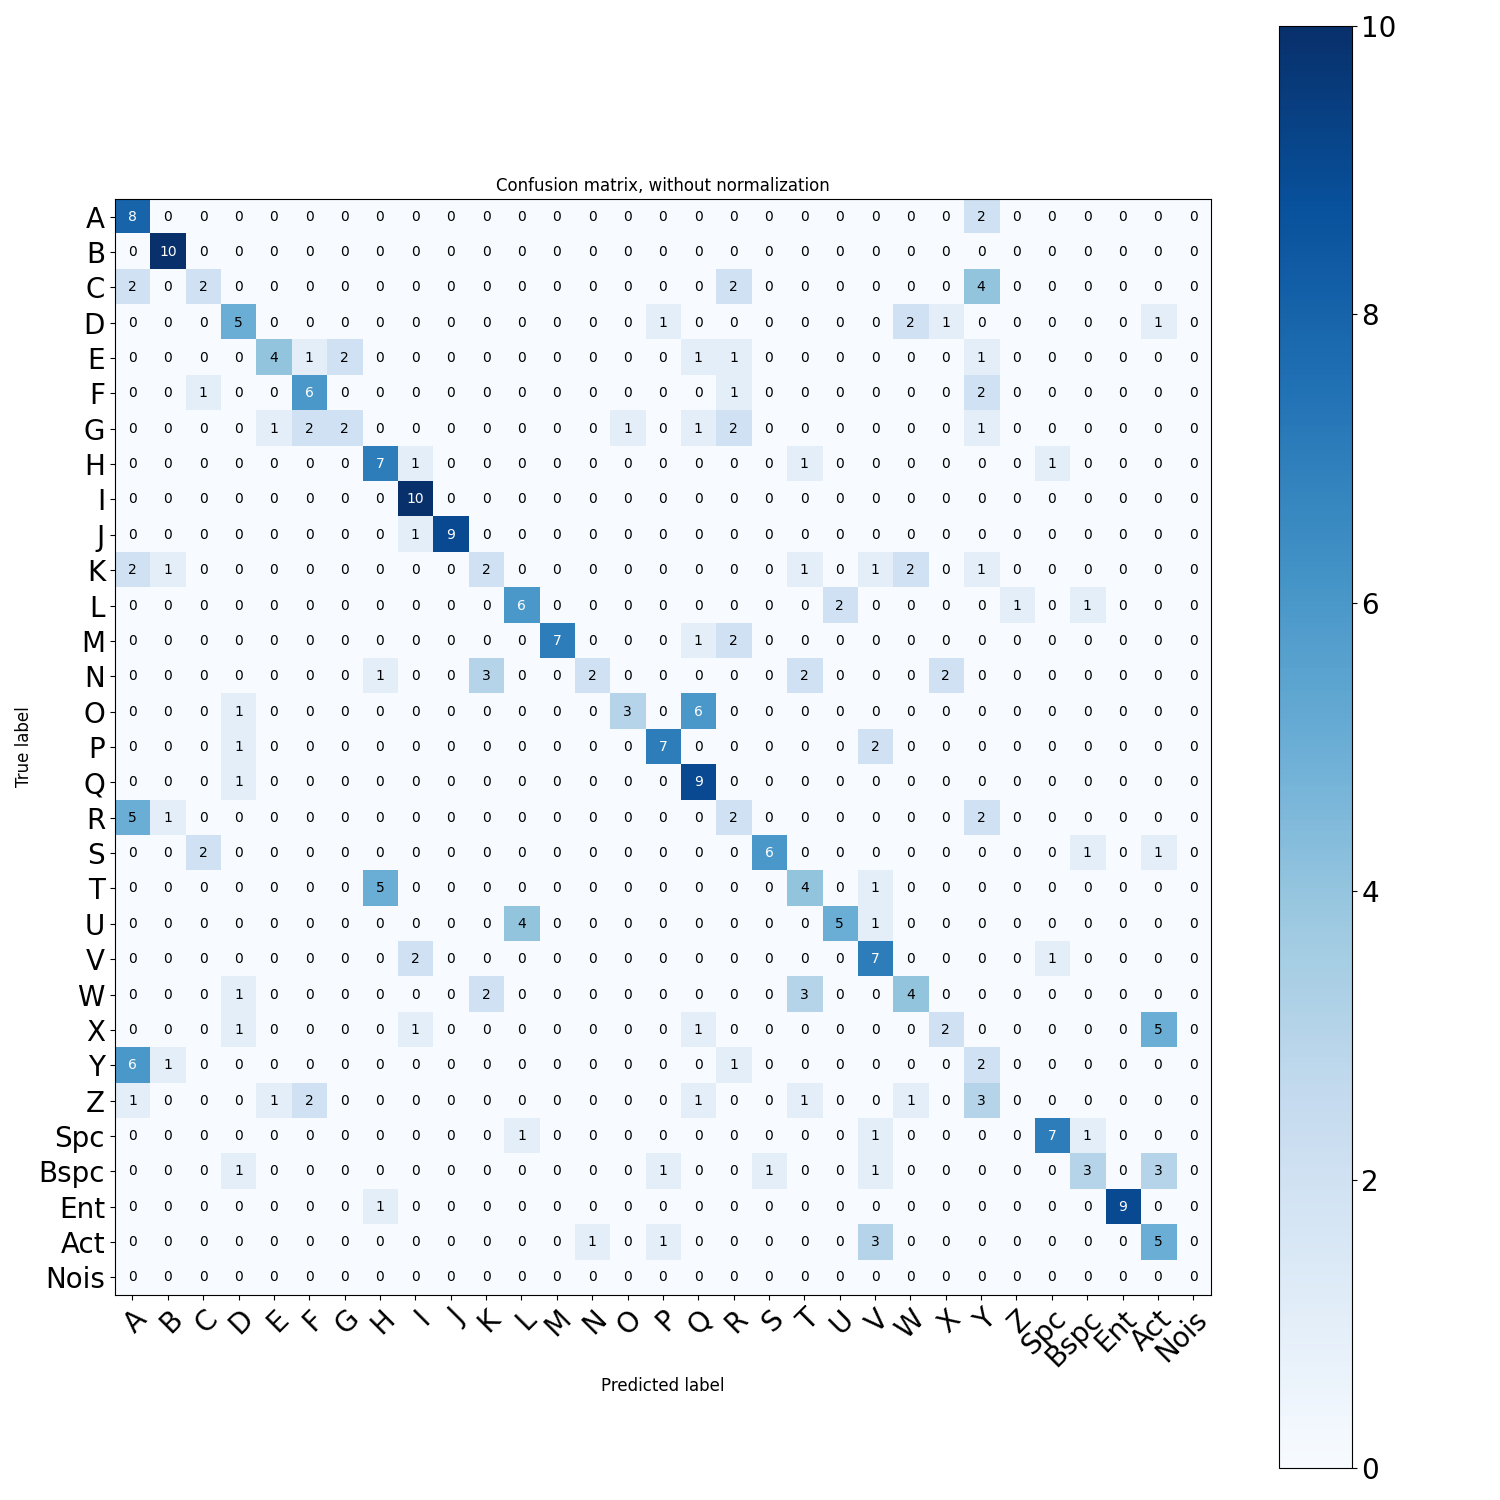 Confusion matrix, without normalization
A 8 0 0 0 0 0 0 0 0 0 0 0 0 0 0 0 0 0 0 0 0 0 0 0 2 0 0 0 0 0 0
B 0 10 0 0 0 0 0 0 0 0 0 0 0 0 0 0 0 0 0 0 0 0 0 0 0 0 0 0 0 0 0
C 2 0 2 0 0 0 0 0 0 0 0 0 0 0 0 0 0 2 0 0 0 0 0 0 4 0 0 0 0 0 0
D 0 0 0 5 0 0 0 0 0 0 0 0 0 0 0 1 0 0 0 0 0 0 2 1 0 0 0 0 0 1 0
E 0 0 0 0 4 1 2 0 0 0 0 0 0 0 0 0 1 1 0 0 0 0 0 0 1 0 0 0 0 0 0
F 0 0 1 0 0 6 0 0 0 0 0 0 0 0 0 0 0 1 0 0 0 0 0 0 2 0 0 0 0 0 0
G 0 0 0 0 1 2 2 0 0 0 0 0 0 0 1 0 1 2 0 0 0 0 0 0 1 0 0 0 0 0 0
H 0 0 0 0 0 0 0 7 1 0 0 0 0 0 0 0 0 0 0 1 0 0 0 0 0 0 1 0 0 0 0
I 0 0 0 0 0 0 0 0 10 0 0 0 0 0 0 0 0 0 0 0 0 0 0 0 0 0 0 0 0 0 0
J 0 0 0 0 0 0 0 0 1 9 0 0 0 0 0 0 0 0 0 0 0 0 0 0 0 0 0 0 0 0 0
K 2 1 0 0 0 0 0 0 0 0 2 0 0 0 0 0 0 0 0 1 0 1 2 0 1 0 0 0 0 0 0
L 0 0 0 0 0 0 0 0 0 0 0 6 0 0 0 0 0 0 0 0 2 0 0 0 0 1 0 1 0 0 0
M 0 0 0 0 0 0 0 0 0 0 0 0 7 0 0 0 1 2 0 0 0 0 0 0 0 0 0 0 0 0 0
N 0 0 0 0 0 0 0 1 0 0 3 0 0 2 0 0 0 0 0 2 0 0 0 2 0 0 0 0 0 0 0
O 0 0 0 1 0 0 0 0 0 0 0 0 0 0 3 0 6 0 0 0 0 0 0 0 0 0 0 0 0 0 0
P 0 0 0 1 0 0 0 0 0 0 0 0 0 0 0 7 0 0 0 0 0 2 0 0 0 0 0 0 0 0 0
Q 0 0 0 1 0 0 0 0 0 0 0 0 0 0 0 0 9 0 0 0 0 0 0 0 0 0 0 0 0 0 0
R 5 1 0 0 0 0 0 0 0 0 0 0 0 0 0 0 0 2 0 0 0 0 0 0 2 0 0 0 0 0 0
S 0 0 2 0 0 0 0 0 0 0 0 0 0 0 0 0 0 0 6 0 0 0 0 0 0 0 0 1 0 1 0
T 0 0 0 0 0 0 0 5 0 0 0 0 0 0 0 0 0 0 0 4 0 1 0 0 0 0 0 0 0 0 0
U 0 0 0 0 0 0 0 0 0 0 0 4 0 0 0 0 0 0 0 0 5 1 0 0 0 0 0 0 0 0 0
V 0 0 0 0 0 0 0 0 2 0 0 0 0 0 0 0 0 0 0 0 0 7 0 0 0 0 1 0 0 0 0
W 0 0 0 1 0 0 0 0 0 0 2 0 0 0 0 0 0 0 0 3 0 0 4 0 0 0 0 0 0 0 0
X 0 0 0 1 0 0 0 0 1 0 0 0 0 0 0 0 1 0 0 0 0 0 0 2 0 0 0 0 0 5 0
Y 6 1 0 0 0 0 0 0 0 0 0 0 0 0 0 0 0 1 0 0 0 0 0 0 2 0 0 0 0 0 0
Z 1 0 0 0 1 2 0 0 0 0 0 0 0 0 0 0 1 0 0 1 0 0 1 0 3 0 0 0 0 0 0
Spc 0 0 0 0 0 0 0 0 0 0 0 1 0 0 0 0 0 0 0 0 0 1 0 0 0 0 7 1 0 0 0
Bspc 0 0 0 1 0 0 0 0 0 0 0 0 0 0 0 1 0 0 1 0 0 1 0 0 0 0 0 3 0 3 0
Ent 0 0 0 0 0 0 0 1 0 0 0 0 0 0 0 0 0 0 0 0 0 0 0 0 0 0 0 0 9 0 0
Act 0 0 0 0 0 0 0 0 0 0 0 0 0 1 0 1 0 0 0 0 0 3 0 0 0 0 0 0 0 5 0
Nois 0 0 0 0 0 0 0 0 0 0 0 0 0 0 0 0 0 0 0 0 0 0 0 0 0 0 0 0 0 0 0
A B C D E F G H I J K L M N O P Q R S T U V W X Y Z Spc Bspc Ent Act Nois
Predicted label
True label
10
8
6
4
2
0